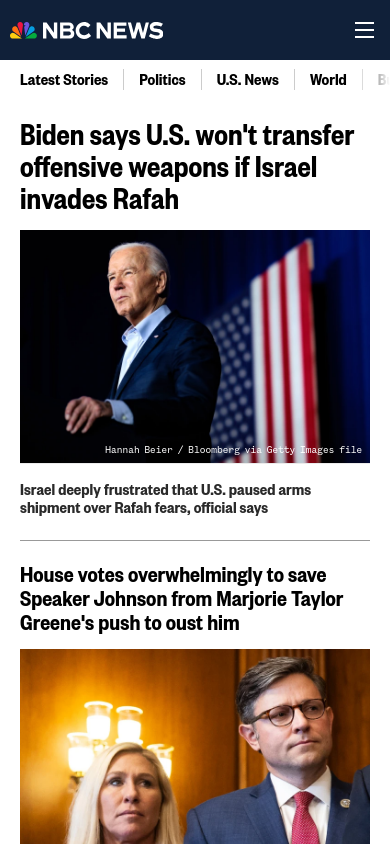 NBC NEWS
Latest Stories
Politics
U.S. News
World
Biden says U.S. won't transfer
offensive weapons if Israel
invades Rafah
Hannah Beier / Bloomberg via Getty Images file
Israel deeply frustrated that U.S. paused arms
shipment over Rafah fears, official says
House votes overwhelmingly to save
Speaker Johnson from Marjorie Taylor
Greene's push to oust him